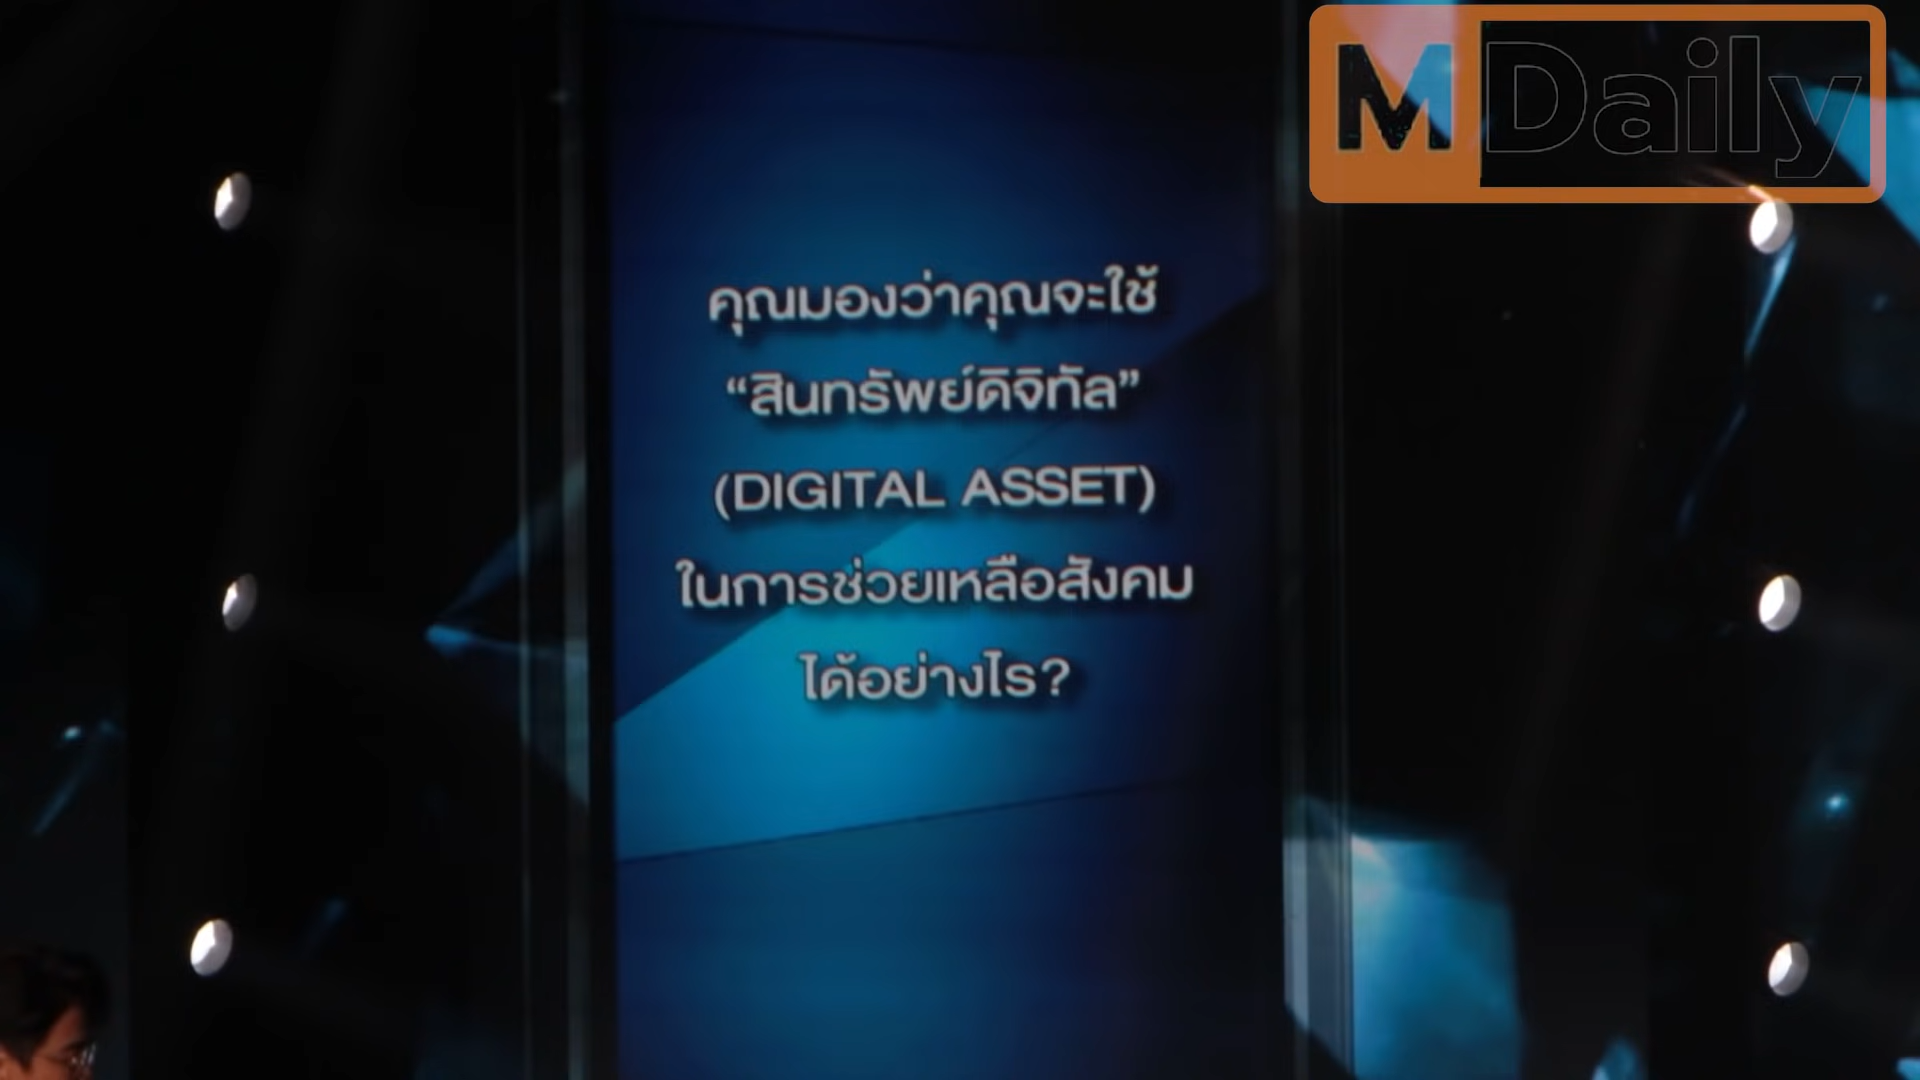 MDaily
คุณมองว่าคุณจะใช้
“สินทรัพย์ดิจิทัล”
(DIGITAL ASSET)
ในการช่วยเหลือสังคม
ได้อย่างไร?